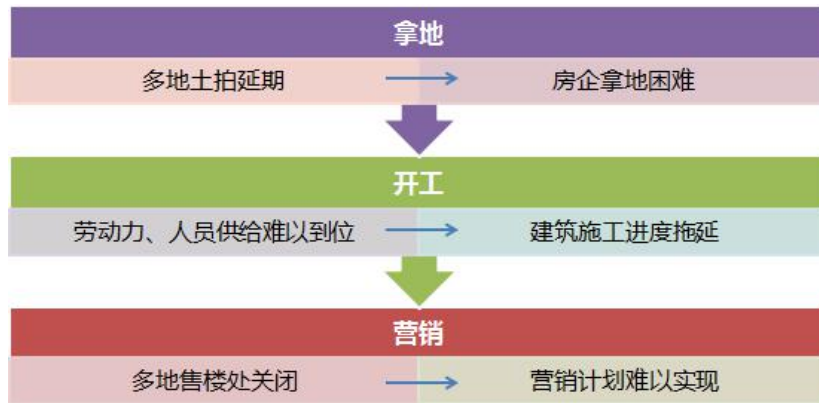 拿地
多地土拍延期 房企拿地困难
开工
劳动力、人员供给难以到位 建筑施工进度拖延
营销
多地售楼处关闭 营销计划难以实现